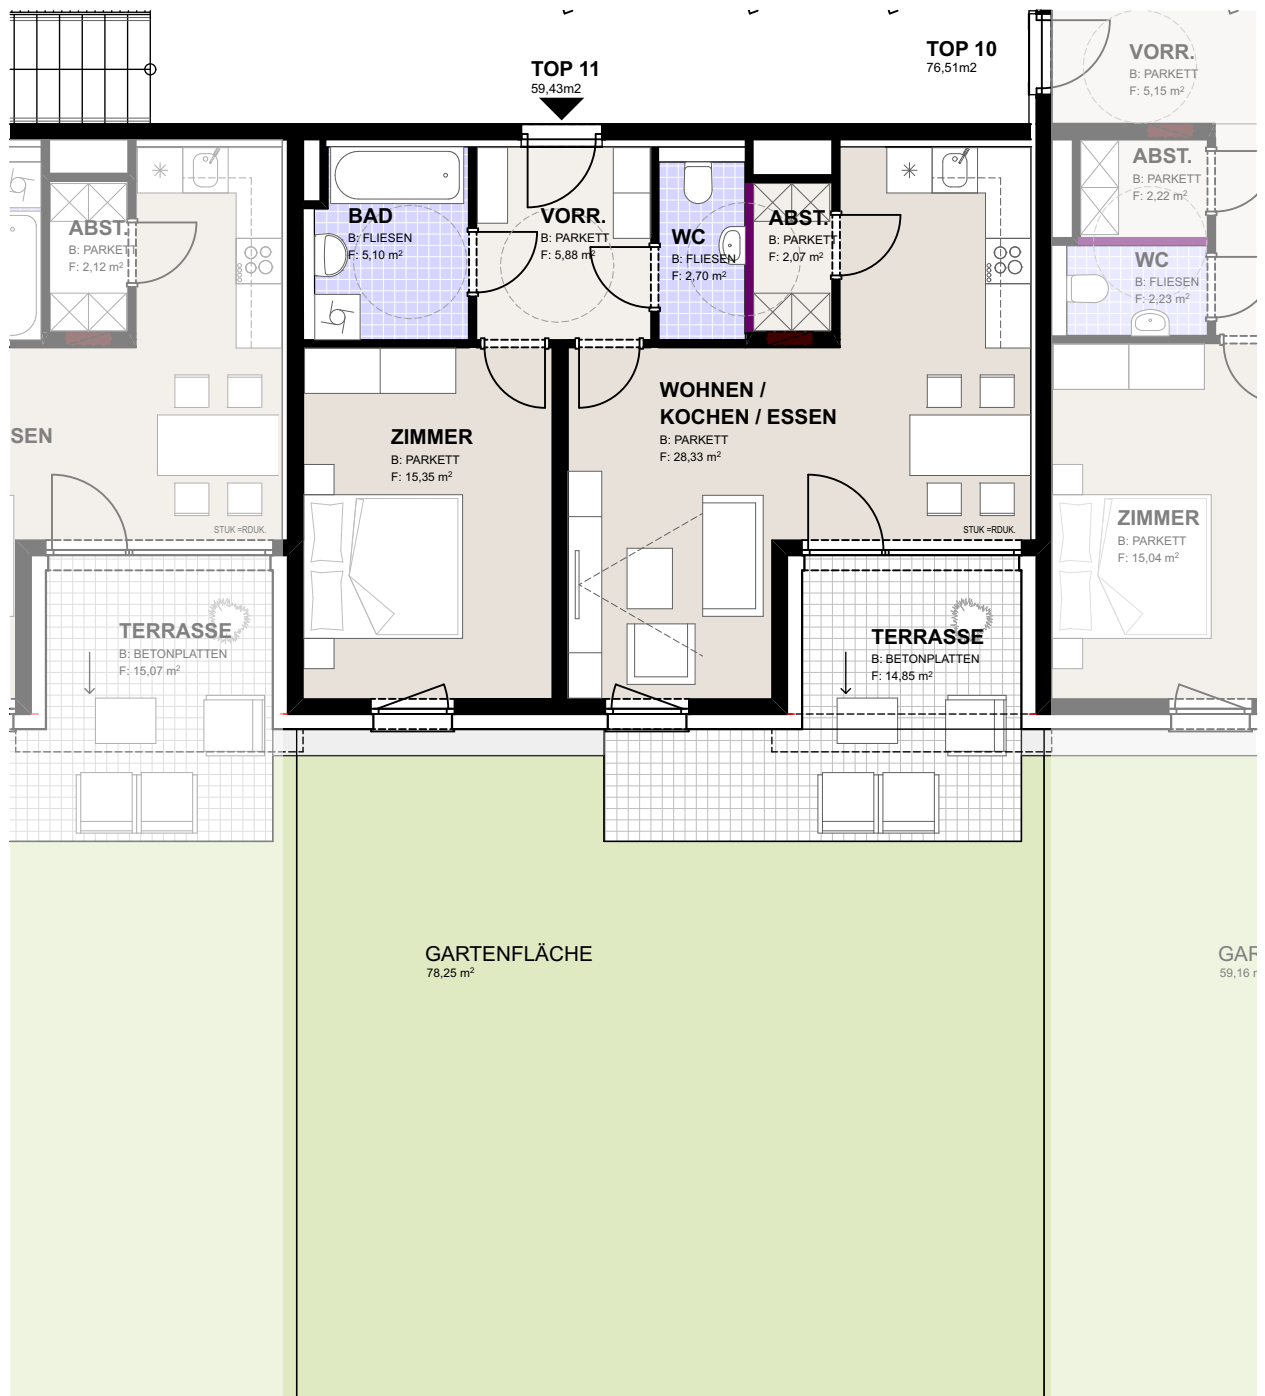 TOP 11
59,43m2
TOP 10
76,51m2
VORR.
B: PARKETT
F: 5,15 m²
ABST.
B: PARKETT
F: 2,22 m²
ABST.
B: PARKETT
F: 2,12 m²
BAD
B: FLIESEN
F: 5,10 m²
VORR.
B: PARKETT
F: 5,88 m²
WC
B: FLIESEN
F: 2,70 m²
ABST.
B: PARKETT
F: 2,07 m²
WC
B: FLIESEN
F: 2,23 m²
SEN
ZIMMER
B: PARKETT
F: 15,35 m²
WOHNEN /
KOCHEN / ESSEN
B: PARKETT
F: 28,33 m²
STUK =RDUK.
STUK =RDUK.
ZIMMER
B: PARKETT
F: 15,04 m²
TERRASSE
B: BETONPLATTEN
F: 15,07 m²
TERRASSE
B: BETONPLATTEN
F: 14,85 m²
GARTENFLÄCHE
78,25 m²
GAR
59,16 m